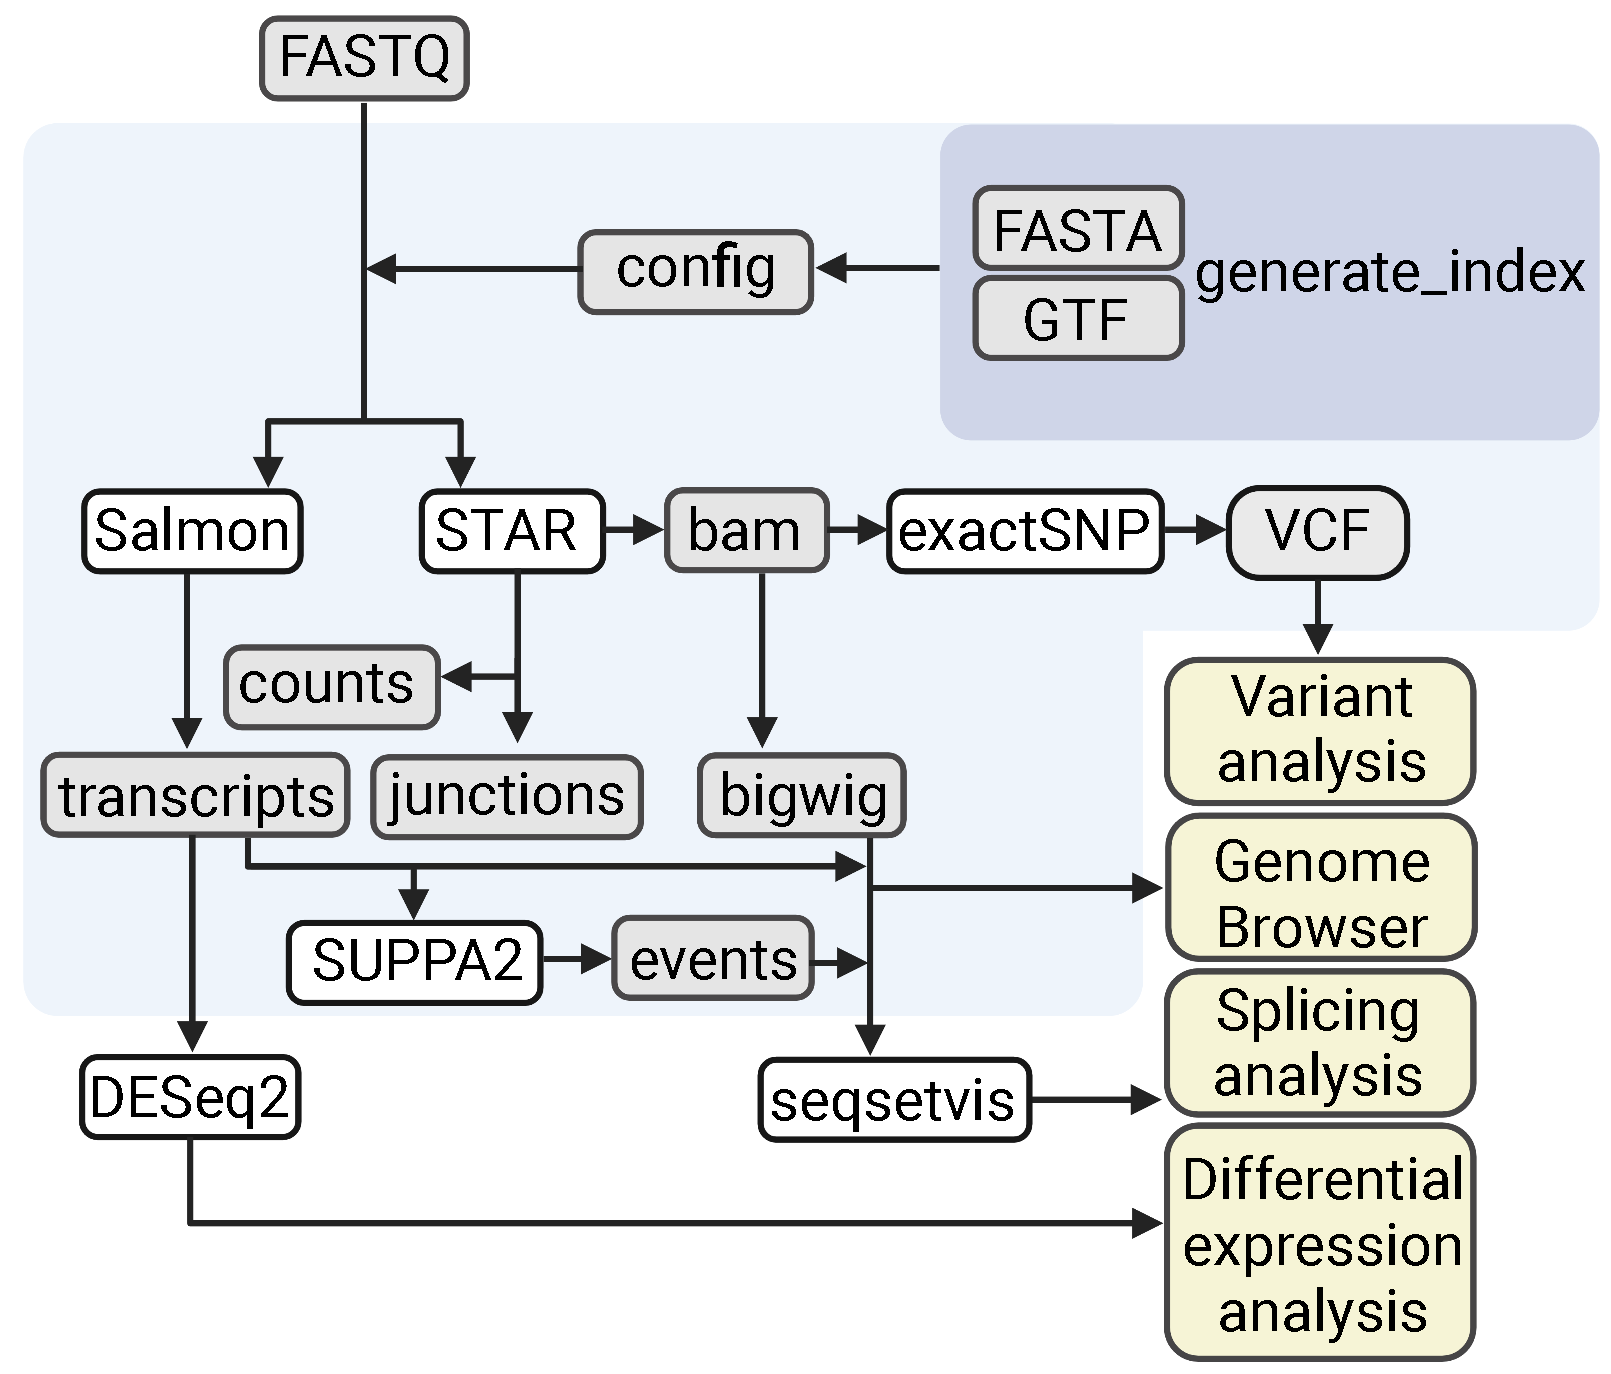 FASTQ
FASTA
config
generate_index
GTF
Salmon
STAR
bam
exactSNP
VCF
counts
Variant
analysis
transcripts
junctions
bigwig
Genome
Browser
SUPPA2
events
Splicing
analysis
DESeq2
seqsetvis
Differential
expression
analysis